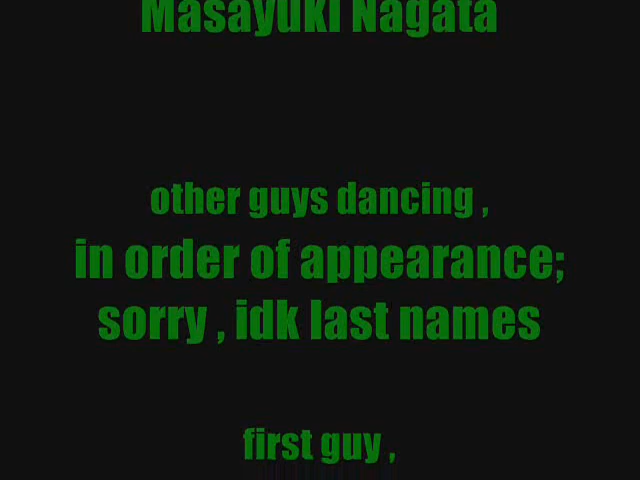 Masayuki Nagata
other guys dancing ,
in order of appearance;
sorry , idk last names
first guy ,